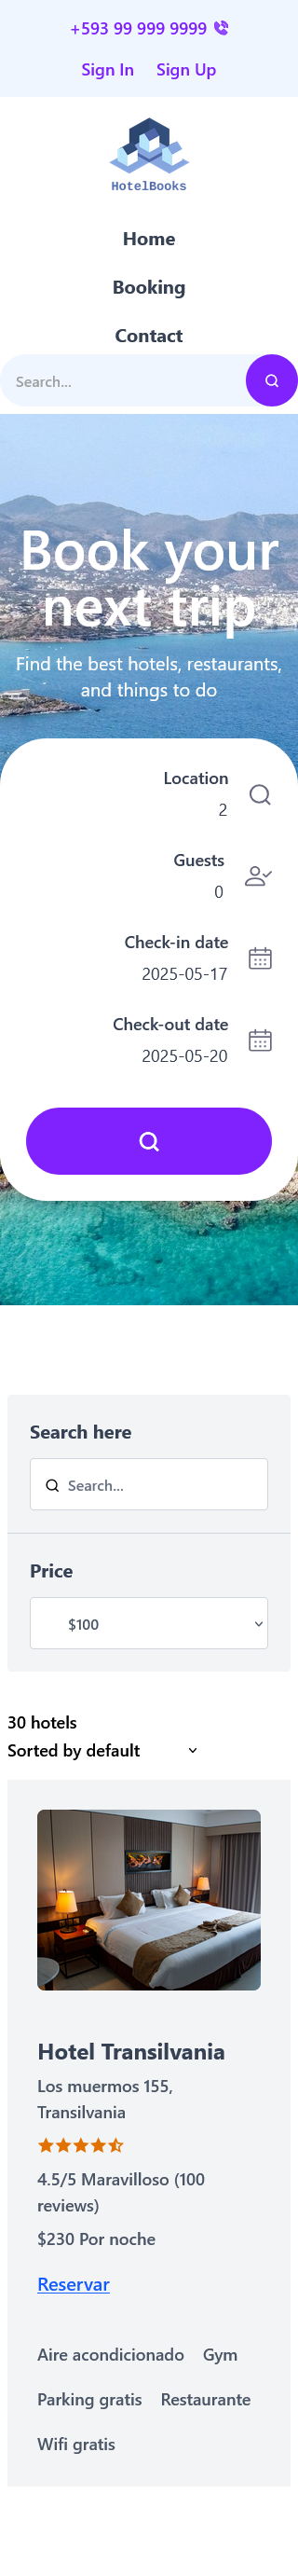 +593 99 999 9999
Sign In Sign Up
HotelBooks
Home
Booking
Contact
Search...
Book your
next trip
Find the best hotels, restaurants,
and things to do
Location
2
Guests
0
Check-in date
2025-05-17
Check-out date
2025-05-20
Search here
Search...
Price
$100
30 hotels
Sorted by default
Hotel Transilvania
Los muermos 155,
Transilvania
4.5/5 Maravilloso (100
reviews)
$230 Por noche
Reservar
Aire acondicionado Gym
Parking gratis Restaurante
Wifi gratis